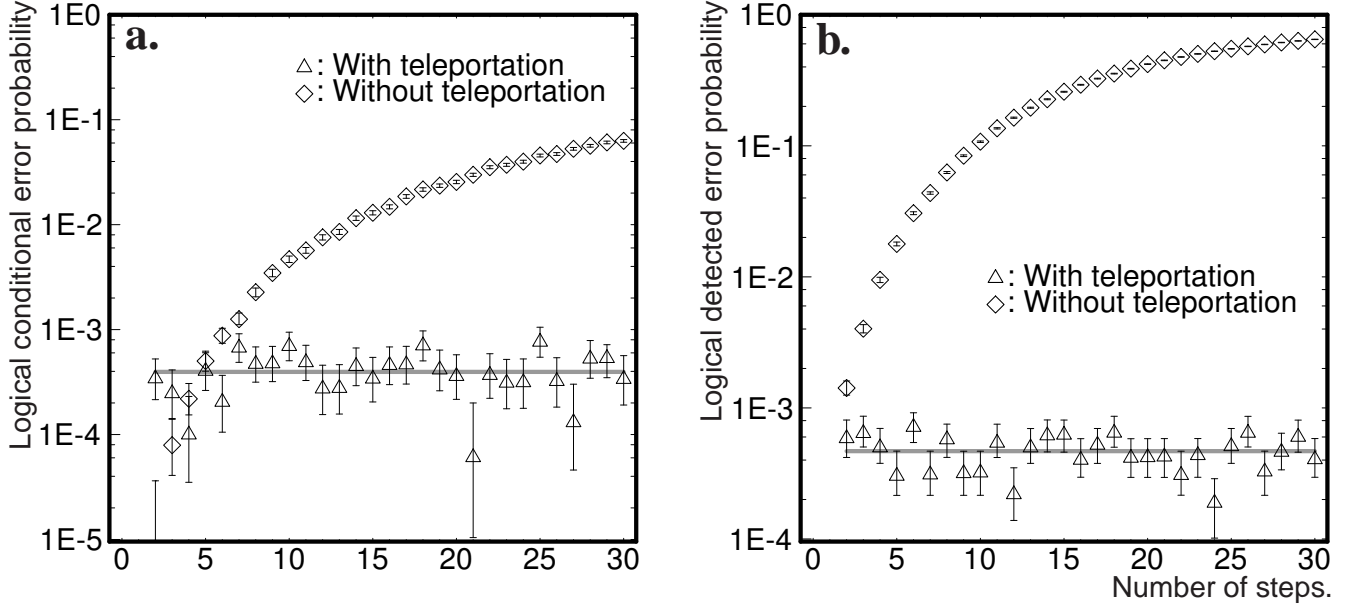 a.
Logical conditional error probability
1E0
1E-1
1E-2
1E-3
1E-4
1E-5
△: With teleportation
◇: Without teleportation
0 5 10 15 20 25 30
b.
Logical detected error probability
1E0
1E-1
1E-2
1E-3
1E-4
△: With teleportation
◇: Without teleportation
0 5 10 15 20 25 30
Number of steps.